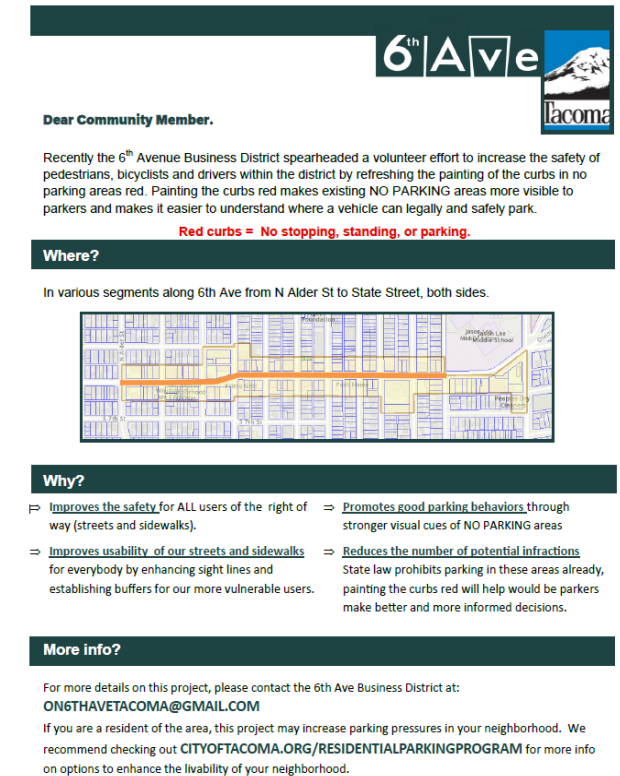 6th Ave
Tacoma
Dear Community Member.
Recently the 6th Avenue Business District spearheaded a volunteer effort to increase the safety of
pedestrians, bicyclists and drivers within the district by refreshing the painting of the curbs in no
parking areas red. Painting the curbs red makes existing NO PARKING areas more visible to
parkers and makes it easier to understand where a vehicle can legally and safely park.
Red curbs = No stopping, standing, or parking.
Where?
In various segments along 6th Ave from N Alder St to State Street, both sides.
N Alder St
Foundation
Jason Lee
Middle School
S 7th St
S 7th St
Why?
⇒ Improves the safety for ALL users of the right of
way (streets and sidewalks).
⇒ Improves usability of our streets and sidewalks
for everybody by enhancing sight lines and
establishing buffers for our more vulnerable users.
⇒ Promotes good parking behaviors through
stronger visual cues of NO PARKING areas
⇒ Reduces the number of potential infractions
State law prohibits parking in these areas already,
painting the curbs red will help would be parkers
make better and more informed decisions.
More info?
For more details on this project, please contact the 6th Ave Business District at:
ON6THAVETACOMA@GMAIL.COM
If you are a resident of the area, this project may increase parking pressures in your neighborhood. We
recommend checking out CITYOFTACOMA.ORG/RESIDENTIALPARKINGPROGRAM for more info
on options to enhance the livability of your neighborhood.